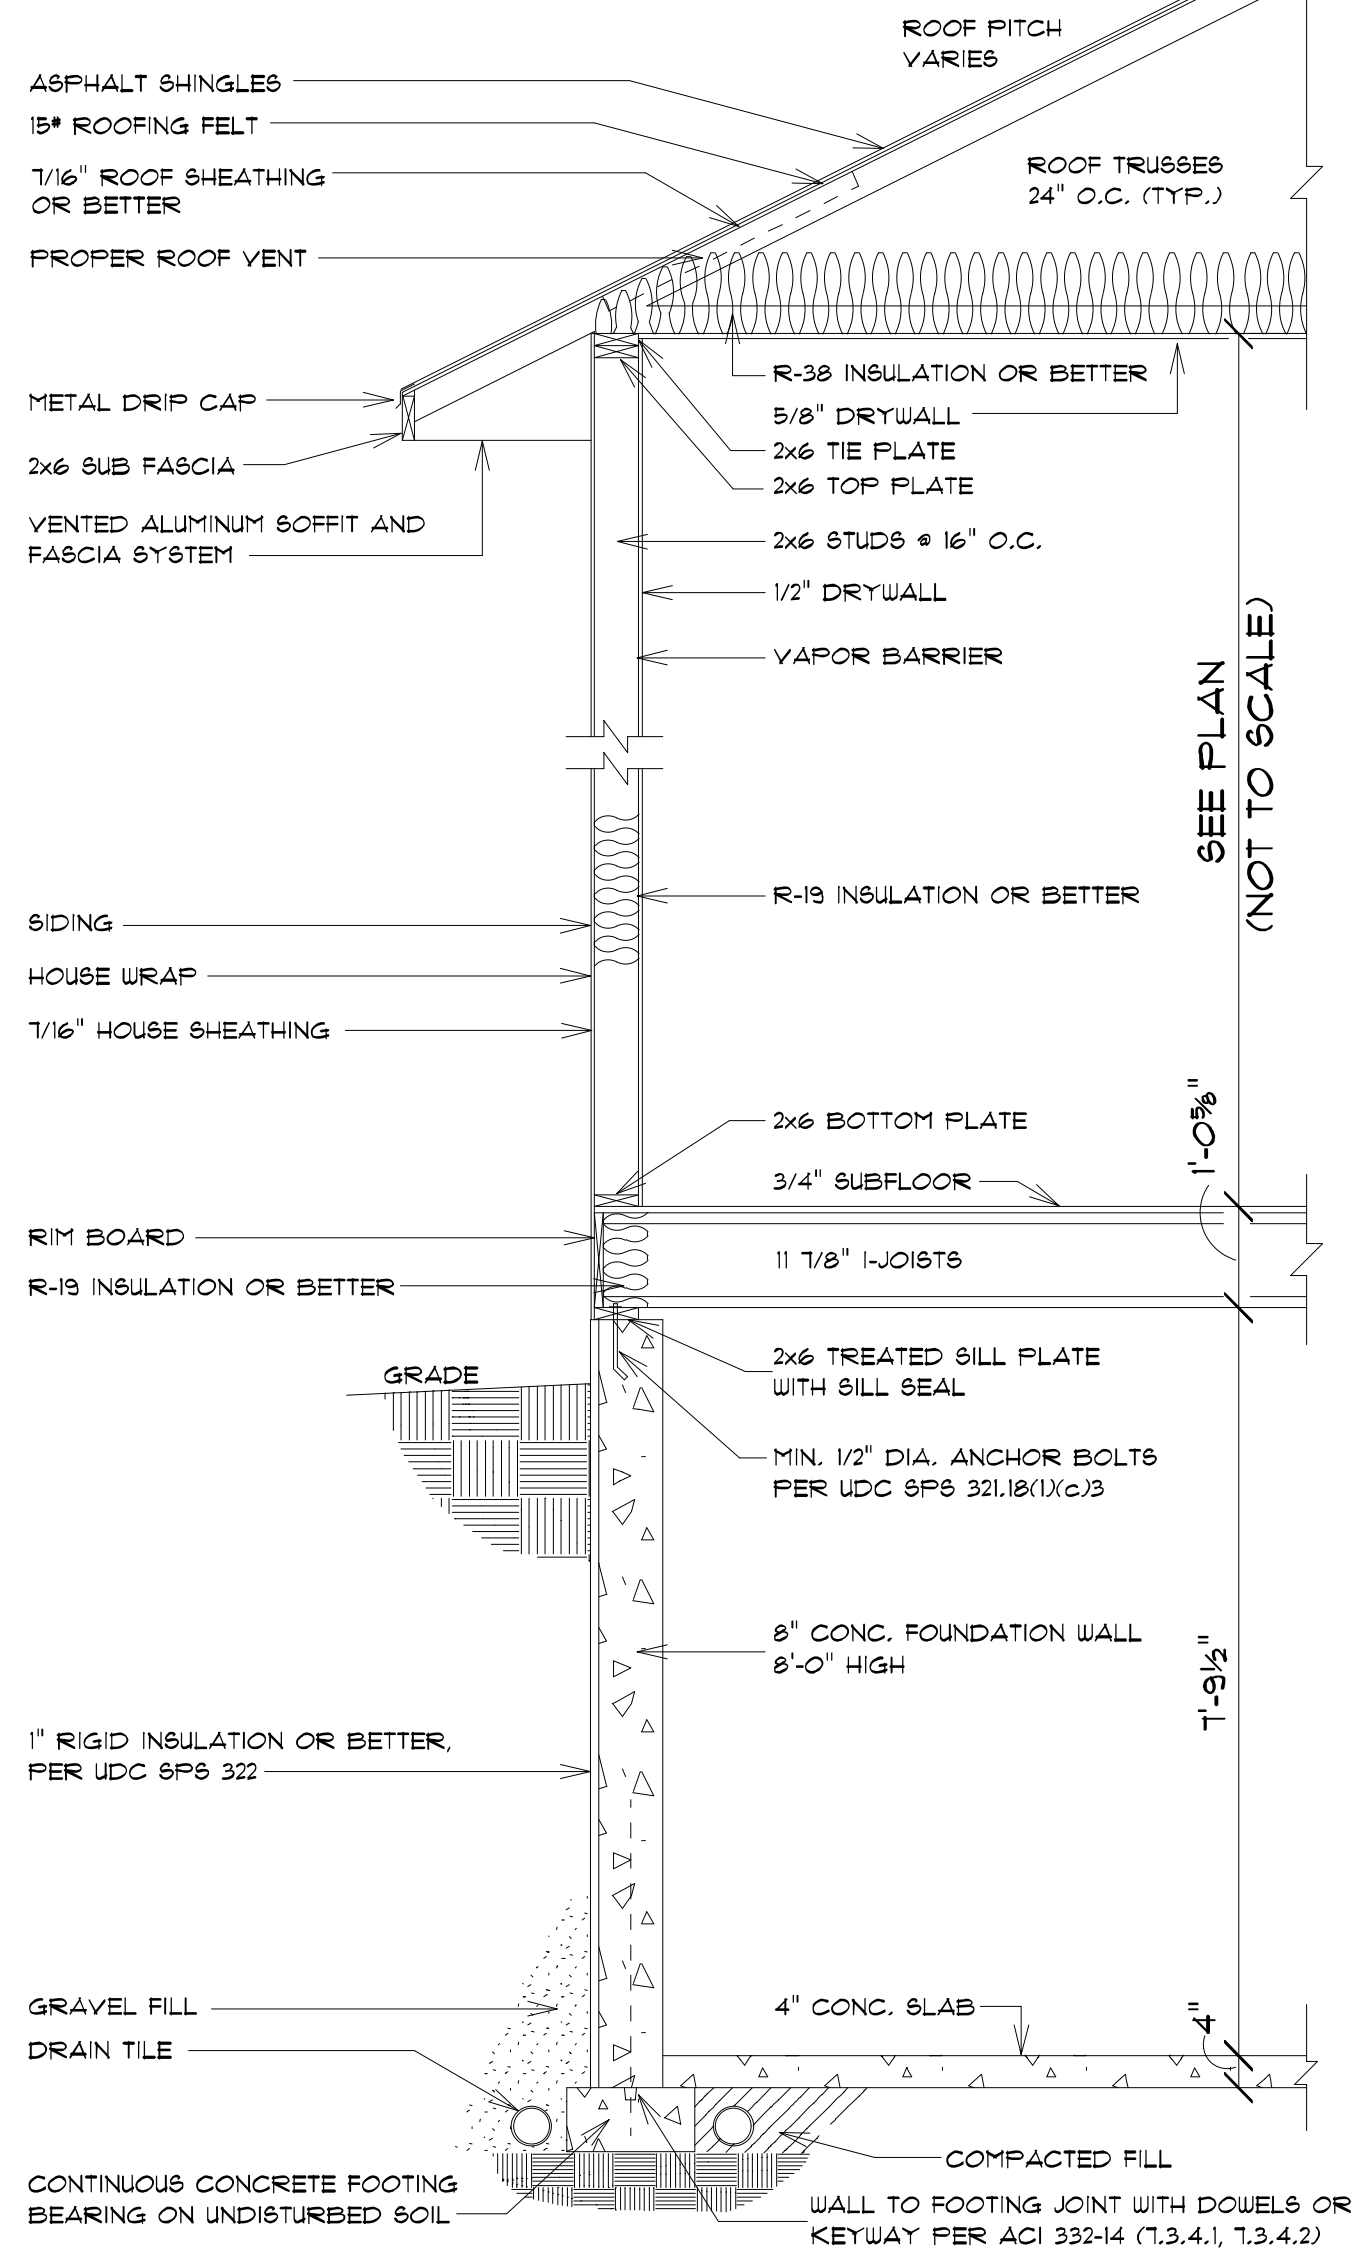 ROOF PITCH
VARIES
ASPHALT SHINGLES
15# ROOFING FELT
7/16" ROOF SHEATHING
OR BETTER
ROOF TRUSSES
24" O.C. (TYP.)
PROPER ROOF VENT
R-38 INSULATION OR BETTER
METAL DRIP CAP
5/8" DRYWALL
2x6 TIE PLATE
2x6 SUB FASCIA
2x6 TOP PLATE
VENTED ALUMINUM SOFFIT AND
FASCIA SYSTEM
2x6 STUDS @ 16" O.C.
1/2" DRYWALL
VAPOR BARRIER
SEE PLAN
(NOT TO SCALE)
R-19 INSULATION OR BETTER
SIDING
HOUSE WRAP
7/16" HOUSE SHEATHING
2x6 BOTTOM PLATE
1'-0⅝"
3/4" SUBFLOOR
RIM BOARD
11 7/8" I-JOISTS
R-19 INSULATION OR BETTER
2x6 TREATED SILL PLATE
WITH SILL SEAL
GRADE
MIN. 1/2" DIA. ANCHOR BOLTS
PER UDC SPS 321.18(1)(c)3
8" CONC. FOUNDATION WALL
8'-0" HIGH
7'-9½"
1" RIGID INSULATION OR BETTER,
PER UDC SPS 322
GRAVEL FILL
4" CONC. SLAB
4"
DRAIN TILE
COMPACTED FILL
CONTINUOUS CONCRETE FOOTING
BEARING ON UNDISTURBED SOIL
WALL TO FOOTING JOINT WITH DOWELS OR
KEYWAY PER ACI 332-14 (7.3.4.1, 7.3.4.2)